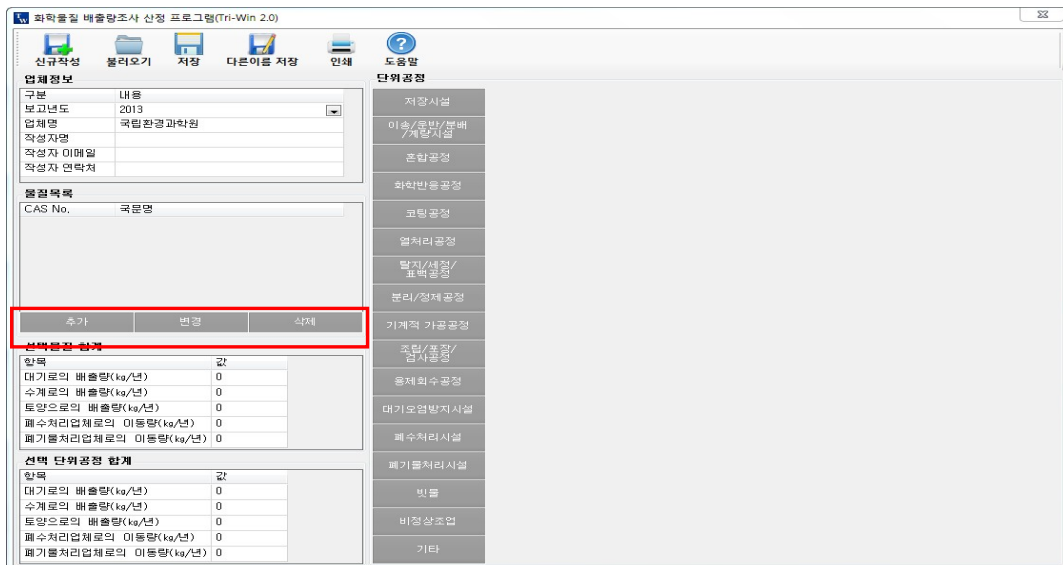 화학물질 배출량조사 산정 프로그램(Tri-Win 2.0)
신규작성 불러오기 저장 다른이름 저장 인쇄 도움말
업체정보
구분 내용
보고년도 2013
업체명 국립환경과학원
작성자명
작성자 이메일
작성자 연락처
물질목록
CAS No. 국문명
추가 변경 삭제
선택물질 합계
항목 값
대기로의 배출량(kg/년) 0
수계로의 배출량(kg/년) 0
토양으로의 배출량(kg/년) 0
폐수처리업체로의 이동량(kg/년) 0
폐기물처리업체로의 이동량(kg/년) 0
선택 단위공정 합계
항목 값
대기로의 배출량(kg/년) 0
수계로의 배출량(kg/년) 0
토양으로의 배출량(kg/년) 0
폐수처리업체로의 이동량(kg/년) 0
폐기물처리업체로의 이동량(kg/년) 0
단위공정
저장시설
이송/운반/분배
/계량시설
혼합공정
화학반응공정
코팅공정
열처리공정
탈지/세정/
표백공정
분리/정제공정
기계적 가공공정
조립/포장/
검사공정
용제회수공정
대기오염방지시설
폐수처리시설
폐기물처리시설
빗물
비정상조업
기타